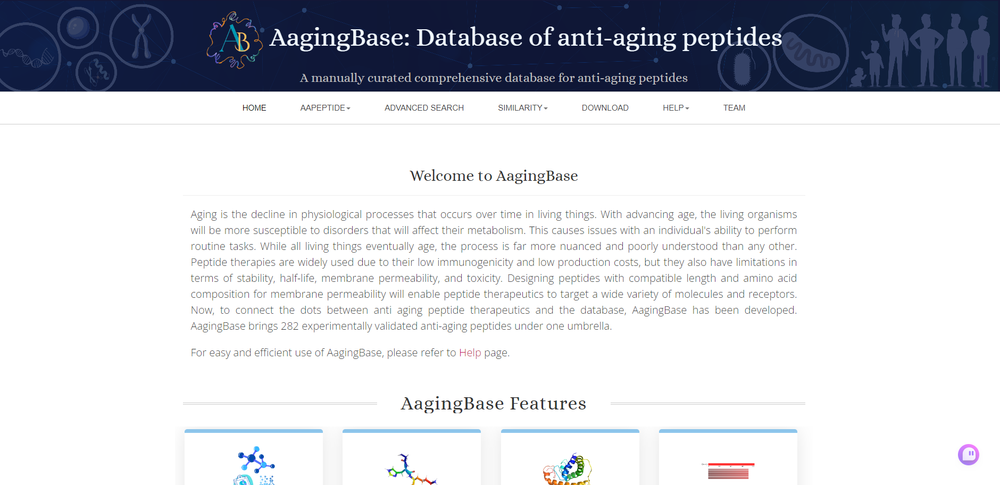 AB
AagingBase: Database of anti-aging peptides
A manually curated comprehensive database for anti-aging peptides
HOME AAPEPTIDE ADVANCED SEARCH SIMILARITY DOWNLOAD HELP TEAM
Welcome to AagingBase
Aging is the decline in physiological processes that occurs over time in living things. With advancing age, the living organisms
will be more susceptible to disorders that will affect their metabolism. This causes issues with an individual's ability to perform
routine tasks. While all living things eventually age, the process is far more nuanced and poorly understood than any other.
Peptide therapies are widely used due to their low immunogenicity and low production costs, but they also have limitations in
terms of stability, half-life, membrane permeability, and toxicity. Designing peptides with compatible length and amino acid
composition for membrane permeability will enable peptide therapeutics to target a wide variety of molecules and receptors.
Now, to connect the dots between anti aging peptide therapeutics and the database, AagingBase has been developed.
AagingBase brings 282 experimentally validated anti-aging peptides under one umbrella.
For easy and efficient use of AagingBase, please refer to Help page.
AagingBase Features